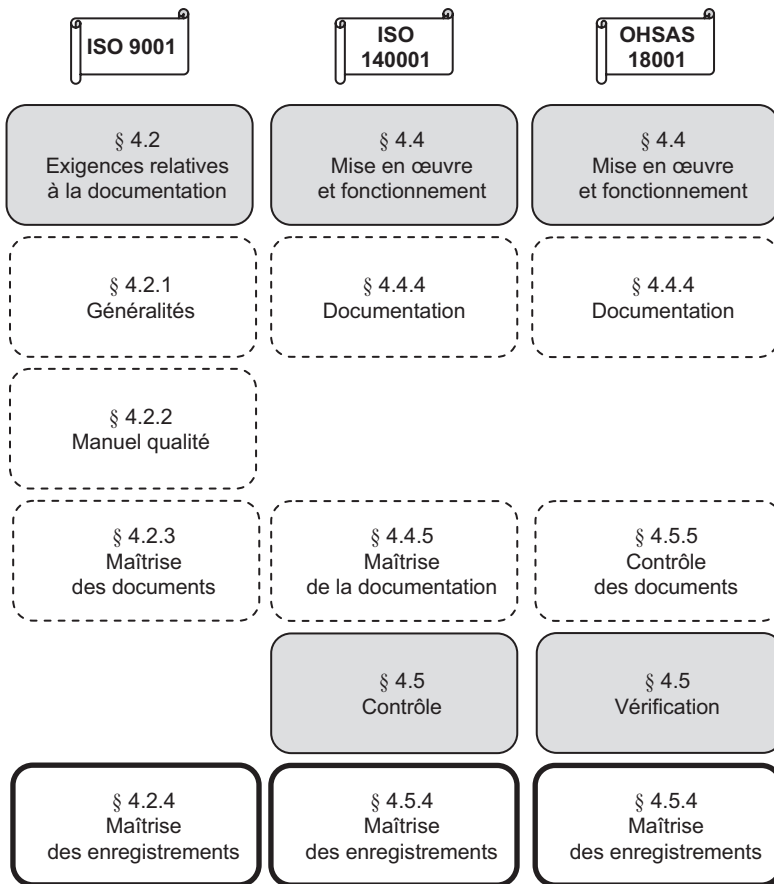 ISO 9001
ISO
140001
OHSAS
18001
§ 4.2
Exigences relatives
à la documentation
§ 4.4
Mise en œuvre
et fonctionnement
§ 4.4
Mise en œuvre
et fonctionnement
§ 4.2.1
Généralités
§ 4.4.4
Documentation
§ 4.4.4
Documentation
§ 4.2.2
Manuel qualité
§ 4.2.3
Maîtrise
des documents
§ 4.4.5
Maîtrise
de la documentation
§ 4.5.5
Contrôle
des documents
§ 4.5
Contrôle
§ 4.5
Vérification
§ 4.2.4
Maîtrise
des enregistrements
§ 4.5.4
Maîtrise
des enregistrements
§ 4.5.4
Maîtrise
des enregistrements